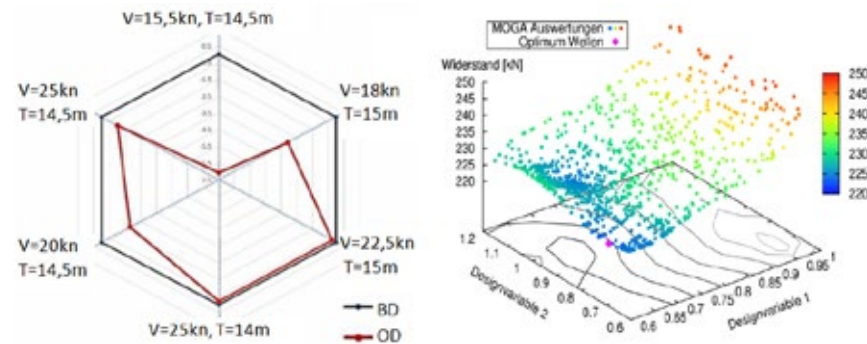 V=15,5kn, T=14,5m
V=25kn
T=14,5m
V=18kn
T=15m
V=20kn
T=14,5m
V=22,5kn
T=15m
V=25kn, T=14m
BD
OD
MOGA Auswertungen
Optimum Wellen
Widerstand [kN]
250
245
240
235
230
225
220
1.2
1.1
1
0.9
0.8
0.7
0.6
Designvariable 2
0.6
0.65
0.7
0.75
0.8
0.85
0.9
0.95
1
Designvariable 1
250
245
240
235
230
225
220